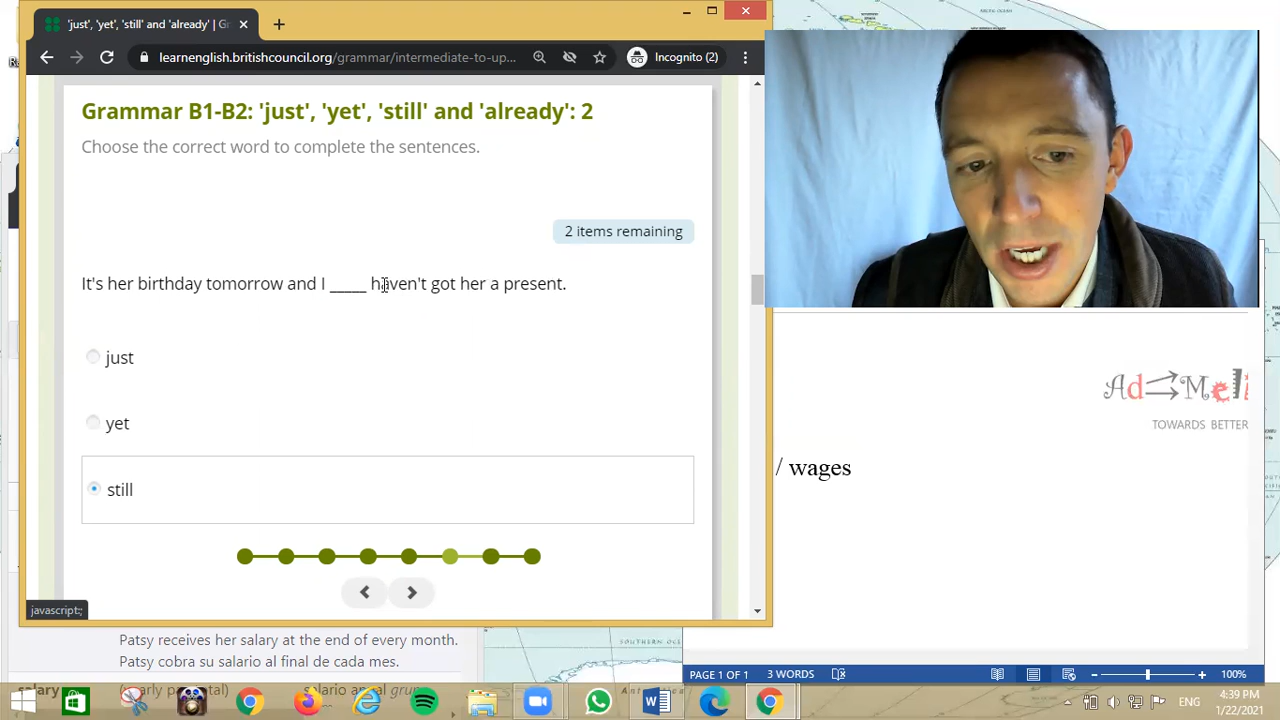 'just', 'yet', 'still' and 'already' | Gr
learnenglish.britishcouncil.org/grammar/intermediate-to-up...
Incognito (2)
Grammar B1-B2: 'just', 'yet', 'still' and 'already': 2
Choose the correct word to complete the sentences.
2 items remaining
It's her birthday tomorrow and I _____ haven't got her a present.
just
yet
still
javascript:;
TOWARDS BETTER
/ wages
Patsy receives her salary at the end of every month.
Patsy cobra su salario al final de cada mes.
PAGE 1 OF 1
3 WORDS
100%
ENG
4:39 PM
1/22/2021